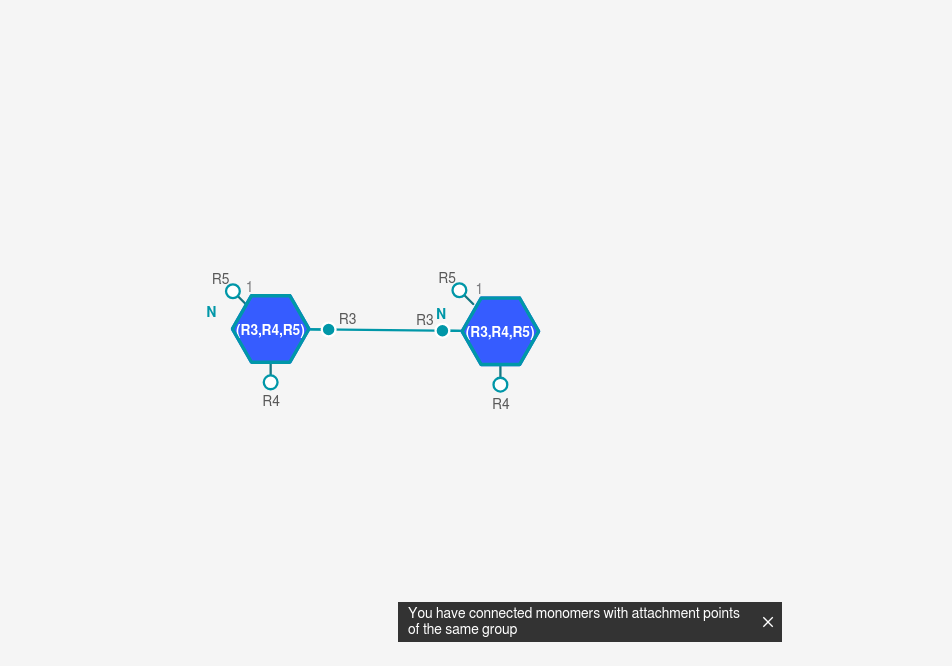 R5
1
N
(R3,R4,R5)
R3
R4
R5
1
R3
N
(R3,R4,R5)
R4
You have connected monomers with attachment points
of the same group